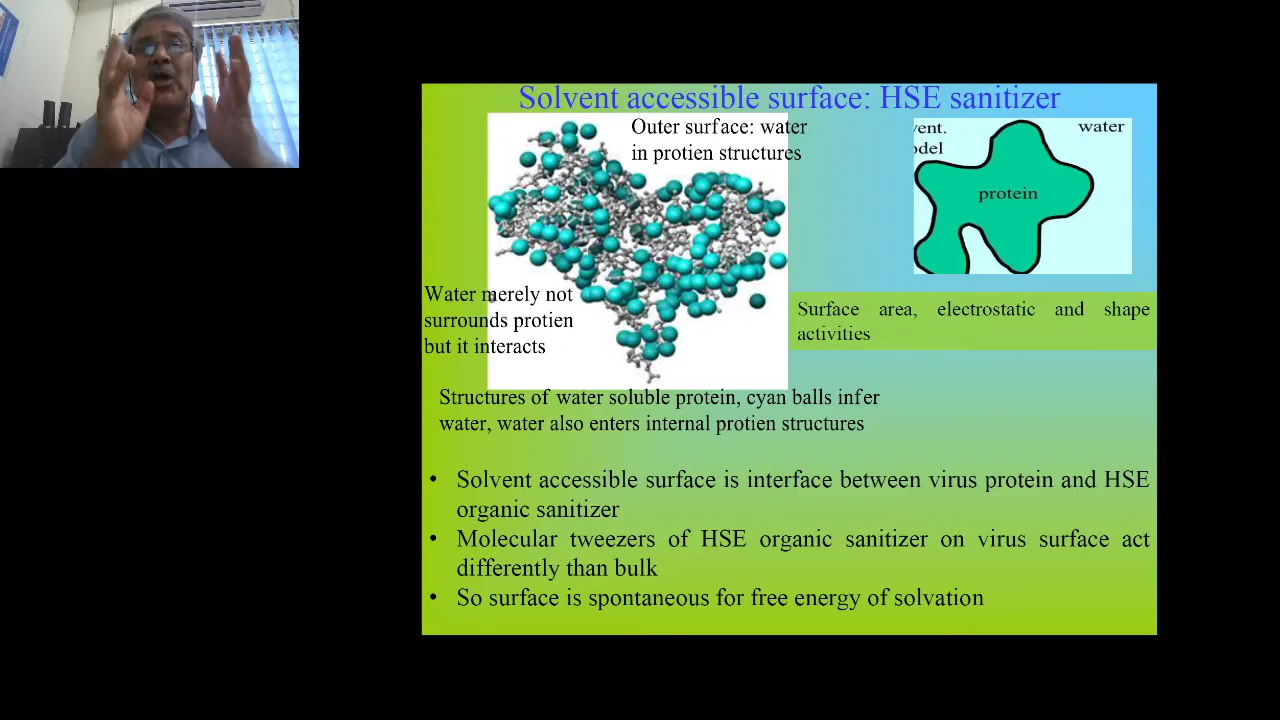 Solvent accessible surface: HSE sanitizer
Outer surface: water
in protien structures
vent.
odel
water
protein
Water merely not
surrounds protien
but it interacts
Surface area, electrostatic and shape
activities
Structures of water soluble protein, cyan balls infer
water, water also enters internal protien structures
• Solvent accessible surface is interface between virus protein and HSE
organic sanitizer
• Molecular tweezers of HSE organic sanitizer on virus surface act
differently than bulk
• So surface is spontaneous for free energy of solvation